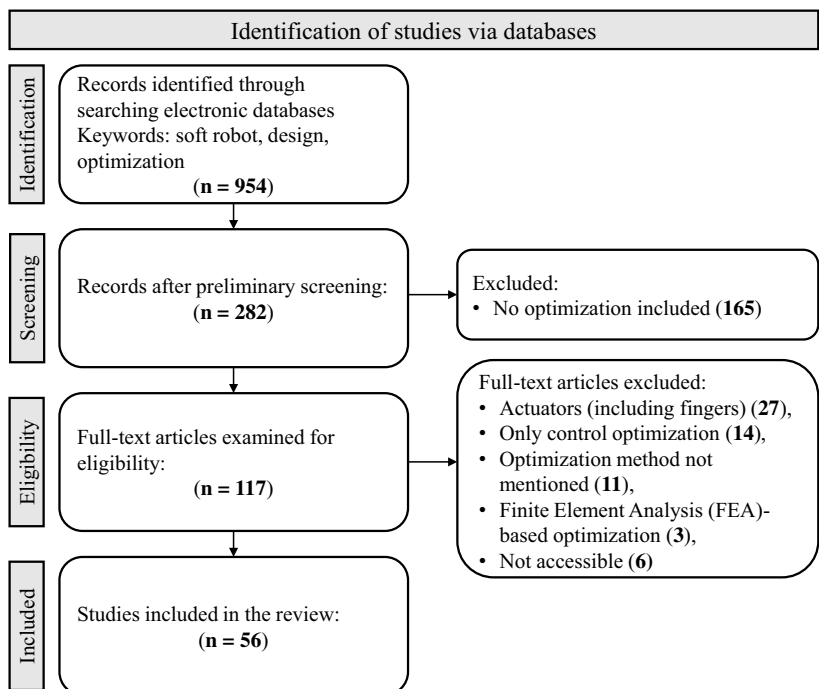 Identification of studies via databases
Identification
Records identified through
searching electronic databases
Keywords: soft robot, design,
optimization
(n = 954)
Screening
Records after preliminary screening:
(n = 282)
Excluded:
• No optimization included (165)
Eligibility
Full-text articles examined for
eligibility:
(n = 117)
Full-text articles excluded:
• Actuators (including fingers) (27),
• Only control optimization (14),
• Optimization method not
mentioned (11),
• Finite Element Analysis (FEA)-
based optimization (3),
• Not accessible (6)
Included
Studies included in the review:
(n = 56)